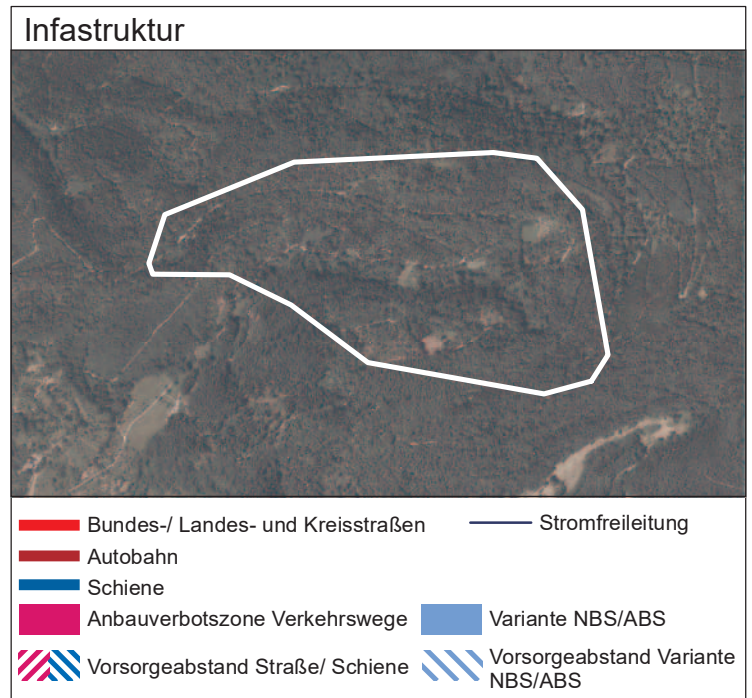 Infastruktur
Bundes-/ Landes- und Kreisstraßen
Stromfreileitung
Autobahn
Schiene
Anbauverbotszone Verkehrswege
Variante NBS/ABS
Vorsorgeabstand Straße/ Schiene
Vorsorgeabstand Variante
NBS/ABS